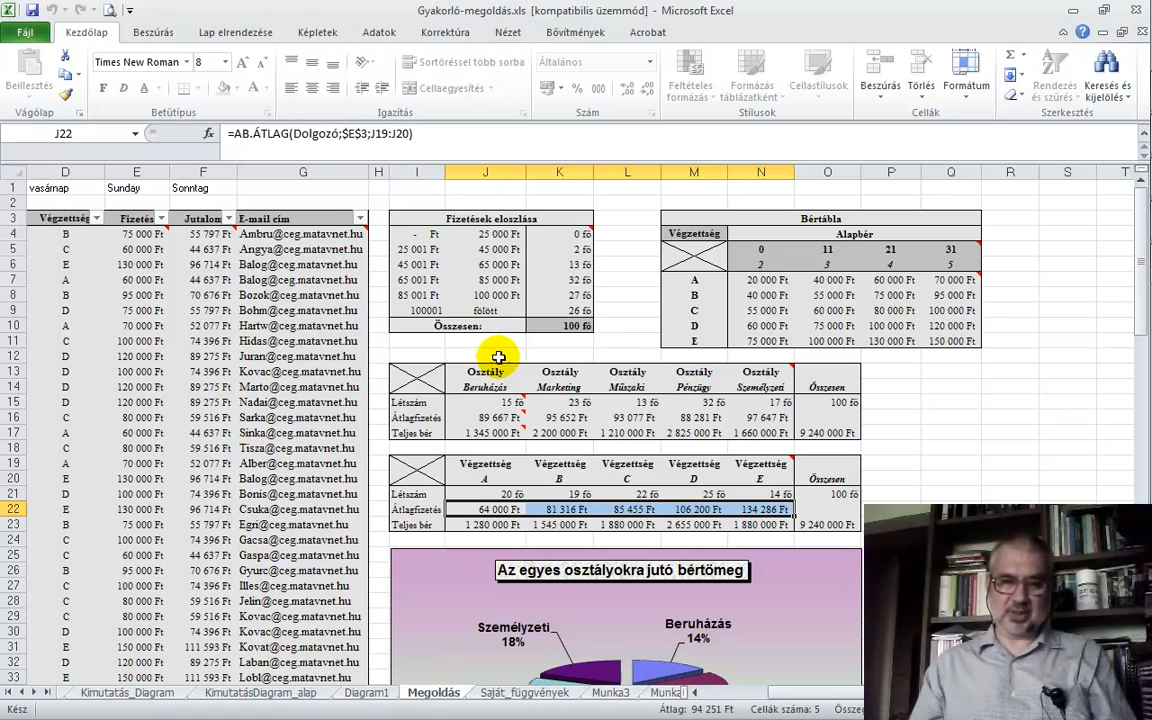 Gyakorló-megoldás.xls [kompatibilis üzemmód] - Microsoft Excel
Fájl Kezdőlap Beszúrás Lap elrendezése Képletek Adatok Korrektúra Nézet Bővítmények Acrobat
Beillesztés Times New Roman 8 Sortöréssel több sorba Általános Feltételes formázás Formázás táblázatként Cellastílusok Beszúrás Törlés Formátum Rendezés és szűrés Keresés és kijelölés
F D A Cellaegyesítés % 000
Vágólap Betűtípus Igazítás Szám Stílusok Cellák Szerkesztés
J22 =AB.ÁTLAG(Dolgozó;$E$3;J19:J20)
D E F G H I J K L M N O P Q R S T
1 vasárnap Sunday Sonntag
2
3 Végzettség Fizetés Jutalom E-mail cím Fizetések eloszlása Bértábla
4 B 75 000 Ft 55 797 Ft Ambru@ceg.matavnet.hu - Ft 25 000 Ft 0 fő Végzettség Alapbér
5 C 60 000 Ft 44 637 Ft Angya@ceg.matavnet.hu 25 001 Ft 45 000 Ft 2 fő 0 11 21 31
6 E 130 000 Ft 96 714 Ft Balog@ceg.matavnet.hu 45 001 Ft 65 000 Ft 13 fő 2 3 4 5
7 A 60 000 Ft 44 637 Ft Balog@ceg.matavnet.hu 65 001 Ft 85 000 Ft 32 fő A 20 000 Ft 40 000 Ft 60 000 Ft 70 000 Ft
8 B 95 000 Ft 70 676 Ft Bozok@ceg.matavnet.hu 85 001 Ft 100 000 Ft 27 fő B 40 000 Ft 55 000 Ft 75 000 Ft 95 000 Ft
9 D 75 000 Ft 55 797 Ft Bohm@ceg.matavnet.hu 100001 fölött 26 fő C 55 000 Ft 60 000 Ft 80 000 Ft 100 000 Ft
10 A 70 000 Ft 52 077 Ft Hartw@ceg.matavnet.hu Összesen: 100 fő D 60 000 Ft 75 000 Ft 100 000 Ft 120 000 Ft
11 C 100 000 Ft 74 396 Ft Hidas@ceg.matavnet.hu E 75 000 Ft 100 000 Ft 130 000 Ft 150 000 Ft
12 D 120 000 Ft 89 275 Ft Juran@ceg.matavnet.hu
13 D 100 000 Ft 74 396 Ft Kovac@ceg.matavnet.hu Osztály Osztály Osztály Osztály Osztály
14 D 120 000 Ft 89 275 Ft Marto@ceg.matavnet.hu Beruházás Marketing Műszaki Pénzügy Személyzeti Összesen
15 D 120 000 Ft 89 275 Ft Nadai@ceg.matavnet.hu Létszám 15 fő 23 fő 13 fő 32 fő 17 fő 100 fő
16 C 80 000 Ft 59 516 Ft Sarka@ceg.matavnet.hu Átlagfizetés 89 667 Ft 95 652 Ft 93 077 Ft 88 281 Ft 97 647 Ft
17 A 60 000 Ft 44 637 Ft Sinka@ceg.matavnet.hu Teljes bér 1 345 000 Ft 2 200 000 Ft 1 210 000 Ft 2 825 000 Ft 1 660 000 Ft 9 240 000 Ft
18 C 80 000 Ft 59 516 Ft Tisza@ceg.matavnet.hu
19 A 70 000 Ft 52 077 Ft Alber@ceg.matavnet.hu Végzettség Végzettség Végzettség Végzettség Végzettség
20 E 130 000 Ft 96 714 Ft Balog@ceg.matavnet.hu A B C D E Összesen
21 D 100 000 Ft 74 396 Ft Bonis@ceg.matavnet.hu Létszám 20 fő 19 fő 22 fő 25 fő 14 fő 100 fő
22 E 130 000 Ft 96 714 Ft Csuka@ceg.matavnet.hu Átlagfizetés 64 000 Ft 81 316 Ft 85 455 Ft 106 200 Ft 134 286 Ft
23 B 75 000 Ft 55 797 Ft Egri@ceg.matavnet.hu Teljes bér 1 280 000 Ft 1 545 000 Ft 1 880 000 Ft 2 655 000 Ft 1 880 000 Ft 9 240 000 Ft
24 C 100 000 Ft 74 396 Ft Gacsa@ceg.matavnet.hu
25 A 80 000 Ft 59 516 Ft Gaspa@ceg.matavnet.hu
26 B 95 000 Ft 70 676 Ft Gyurc@ceg.matavnet.hu Az egyes osztályokra jutó bértömeg
27 C 100 000 Ft 74 396 Ft Illes@ceg.matavnet.hu
28 C 80 000 Ft 59 516 Ft Jelin@ceg.matavnet.hu
29 C 80 000 Ft 59 516 Ft Kovac@ceg.matavnet.hu Személyzeti Beruházás
30 D 100 000 Ft 74 396 Ft Kovac@ceg.matavnet.hu 18% 14%
31 E 150 000 Ft 111 593 Ft Kovat@ceg.matavnet.hu
32 D 120 000 Ft 89 275 Ft Laban@ceg.matavnet.hu
33 E 150 000 Ft 111 593 Ft Lobl@ceg.matavnet.hu
Kimutatás_Diagram KimutatásDiagram_alap Diagram1 Megoldás Saját_függvények Munka3
Kész Átlag: 94 251 Ft Cellák száma: 5